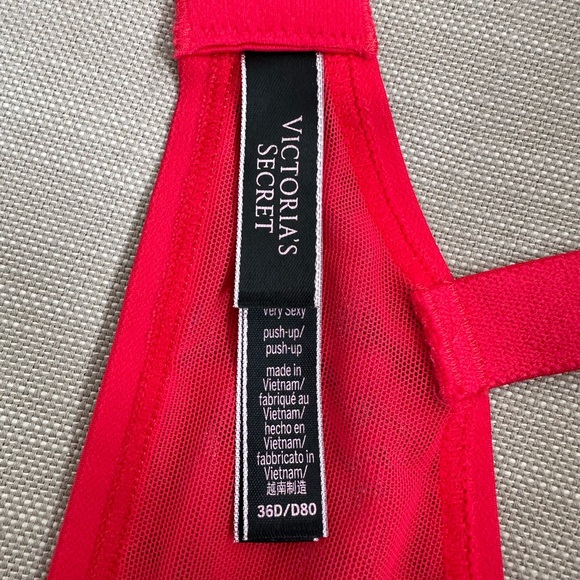 VICTORIA'S
SECRET
Very Sexy
push-up/
push-up
made in
Vietnam/
fabriqué au
Vietnam/
hecho en
Vietnam/
fabbricato in
Vietnam/
越南制造
36D/D80